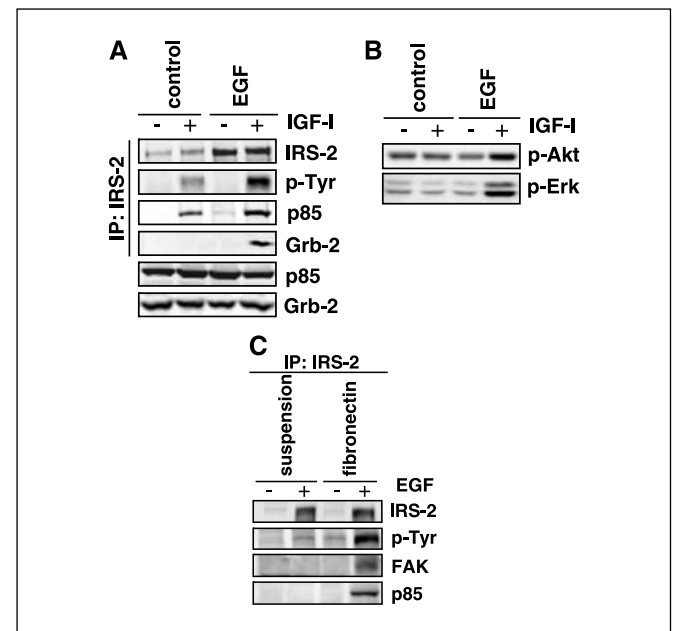 A
control
EGF
- + - + IGF-I
IP: IRS-2
IRS-2
p-Tyr
p85
Grb-2
p85
Grb-2
B
control
EGF
- + - + IGF-I
p-Akt
p-Erk
C
IP: IRS-2
suspension
fibronectin
- + - + EGF
IRS-2
p-Tyr
FAK
p85